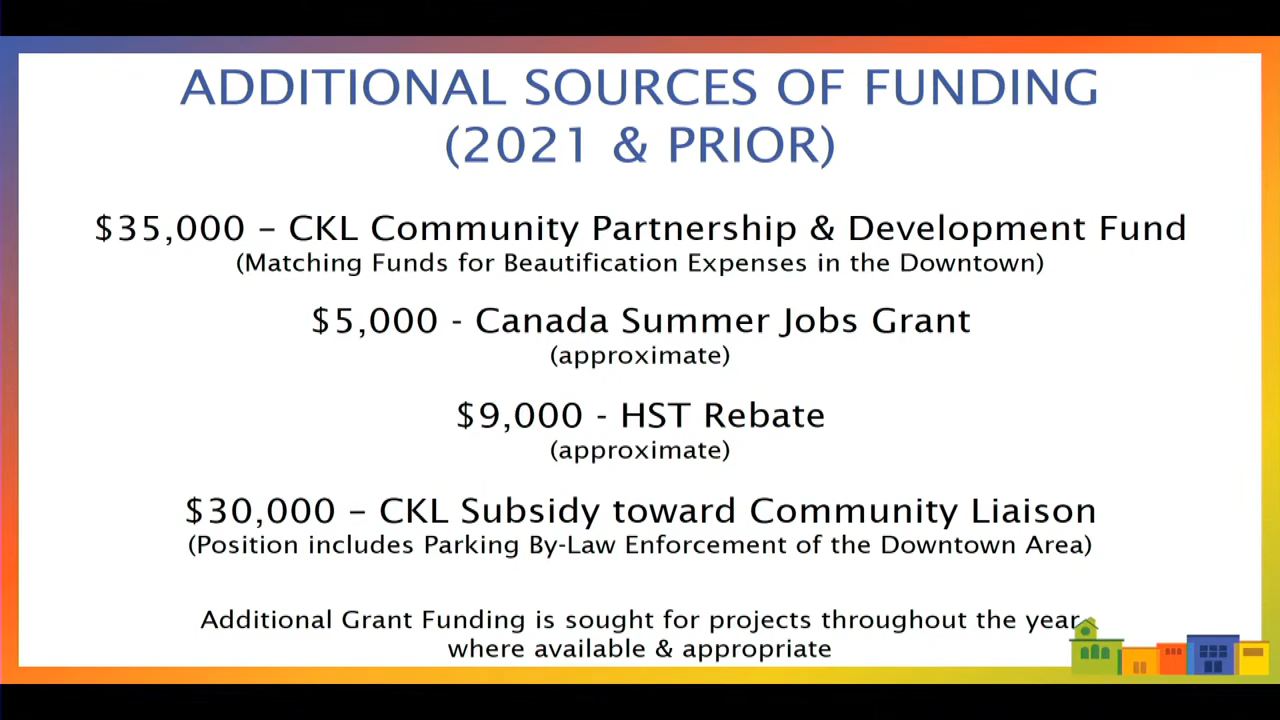 ADDITIONAL SOURCES OF FUNDING
(2021 & PRIOR)
$35,000 – CKL Community Partnership & Development Fund
(Matching Funds for Beautification Expenses in the Downtown)
$5,000 - Canada Summer Jobs Grant
(approximate)
$9,000 - HST Rebate
(approximate)
$30,000 – CKL Subsidy toward Community Liaison
(Position includes Parking By-Law Enforcement of the Downtown Area)
Additional Grant Funding is sought for projects throughout the year
where available & appropriate